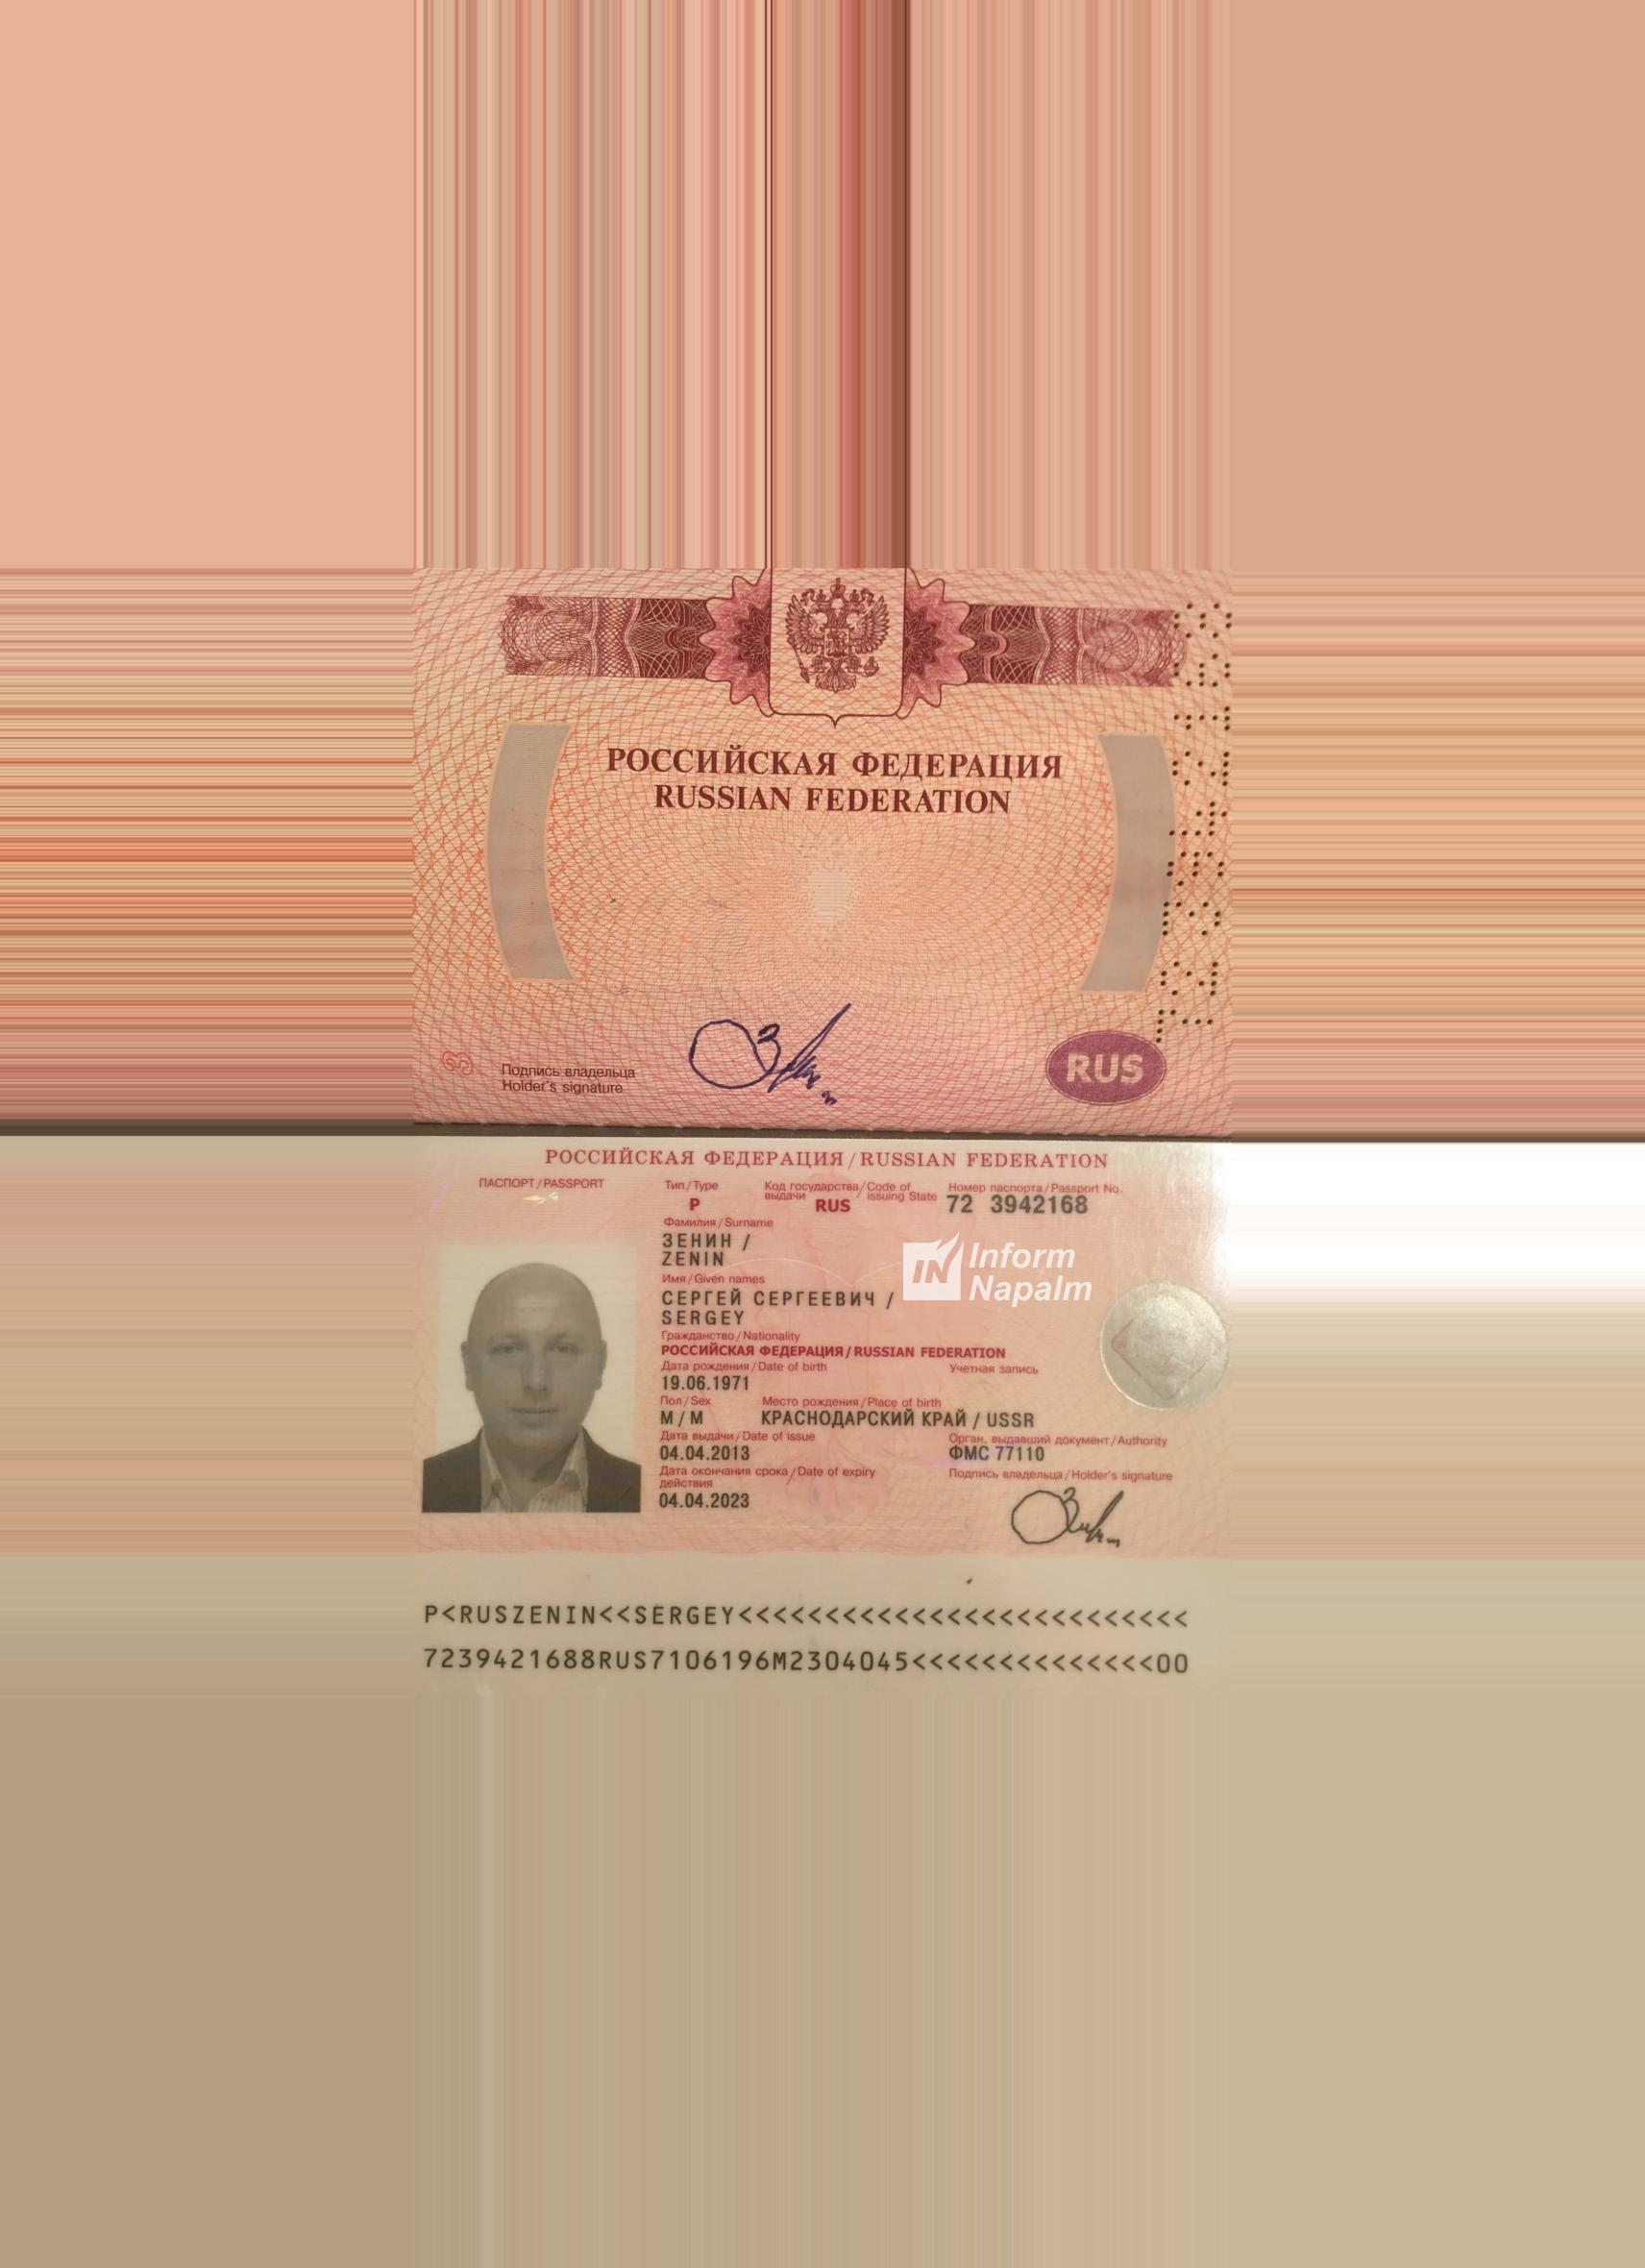 РОССИЙСКАЯ ФЕДЕРАЦИЯ
RUSSIAN FEDERATION
Подпись владельца
Holder's signature
RUS
РОССИЙСКАЯ ФЕДЕРАЦИЯ / RUSSIAN FEDERATION
ПАСПОРТ / PASSPORT
Тип / Type
Код государства / Code of
выдачи issuing State
Номер паспорта / Passport No.
P
RUS
72 3942168
Фамилия / Surname
ЗЕНИН /
ZENIN
Inform
Napalm
IN
Имя / Given names
СЕРГЕЙ СЕРГЕЕВИЧ /
SERGEY
Гражданство / Nationality
РОССИЙСКАЯ ФЕДЕРАЦИЯ / RUSSIAN FEDERATION
Дата рождения / Date of birth
Учетная запись
19.06.1971
Пол / Sex
Место рождения / Place of birth
М / M
КРАСНОДАРСКИЙ КРАЙ / USSR
Дата выдачи / Date of issue
Орган, выдавший документ / Authority
04.04.2013
ФМС 77110
Дата окончания срока / Date of expiry
действия
Подпись владельца / Holder's signature
04.04.2023
P<RUSZENIN<<SERGEY<<<<<<<<<<<<<<<<<<<<<<<<<<
7239421688RUS7106196M2304045<<<<<<<<<<<<<<00